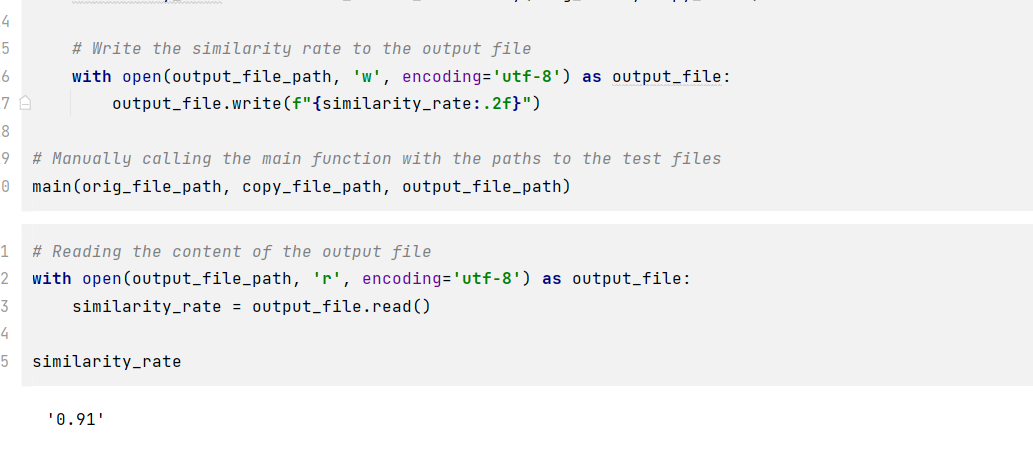 4
5 # Write the similarity rate to the output file
6 with open(output_file_path, 'w', encoding='utf-8') as output_file:
7 output_file.write(f"{similarity_rate:.2f}")
8
9 # Manually calling the main function with the paths to the test files
0 main(orig_file_path, copy_file_path, output_file_path)
1 # Reading the content of the output file
2 with open(output_file_path, 'r', encoding='utf-8') as output_file:
3 similarity_rate = output_file.read()
4
5 similarity_rate
'0.91'